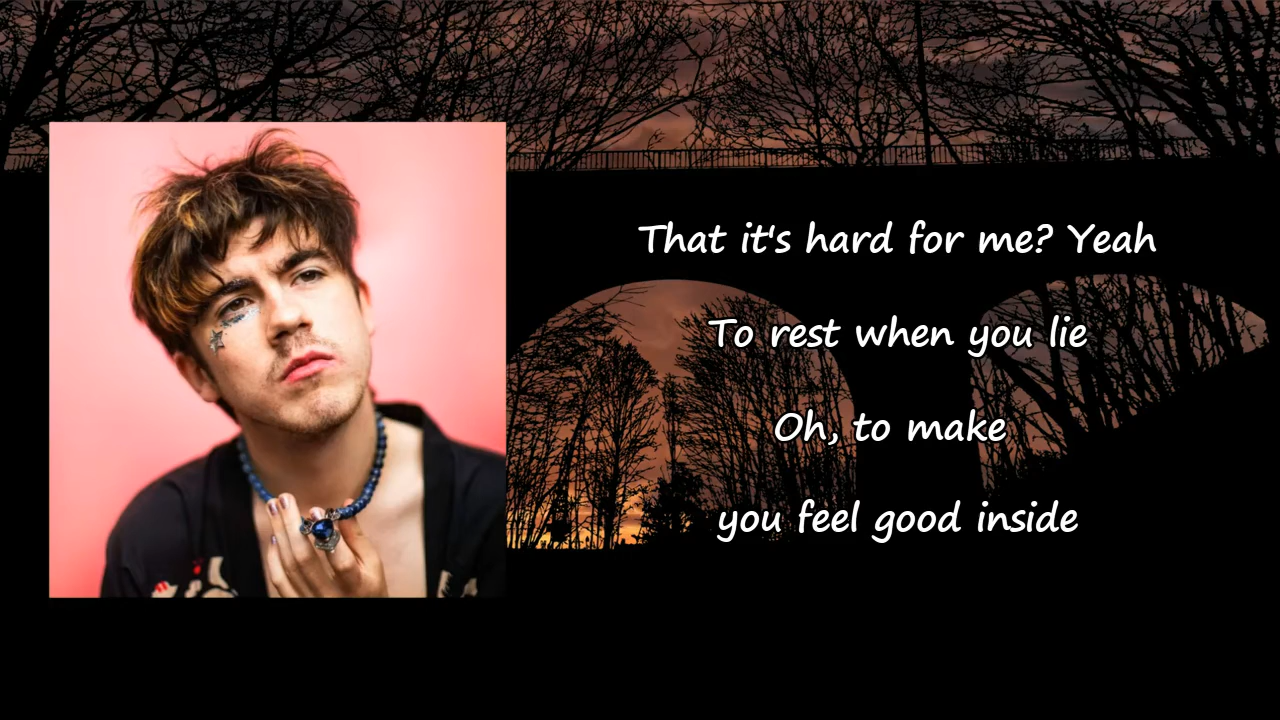 That it's hard for me? Yeah
To rest when you lie
Oh, to make
you feel good inside